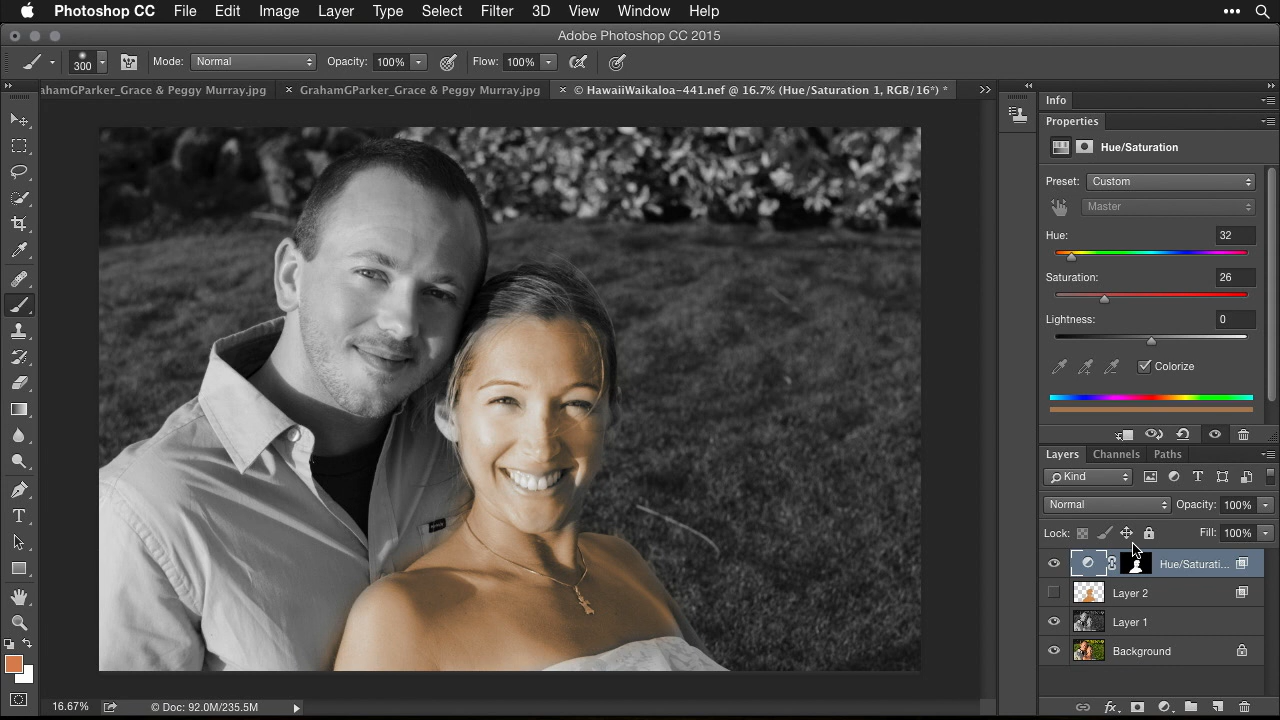 Photoshop CC File Edit Image Layer Type Select Filter 3D View Window Help
Adobe Photoshop CC 2015
300 Mode: Normal Opacity: 100% Flow: 100%
ahamGParker_Grace & Peggy Murray.jpg × GrahamGParker_Grace & Peggy Murray.jpg × © HawaiiWaikaloa-441.nef @ 16.7% (Hue/Saturation 1, RGB/16*) *
Info
Properties
Hue/Saturation
Preset: Custom
Master
Hue: 32
Saturation: 26
Lightness: 0
Colorize
Layers Channels Paths
Kind
Normal Opacity: 100%
Lock: Fill: 100%
Hue/Saturati...
Layer 2
Layer 1
Background
16.67% © Doc: 92.0M/235.5M